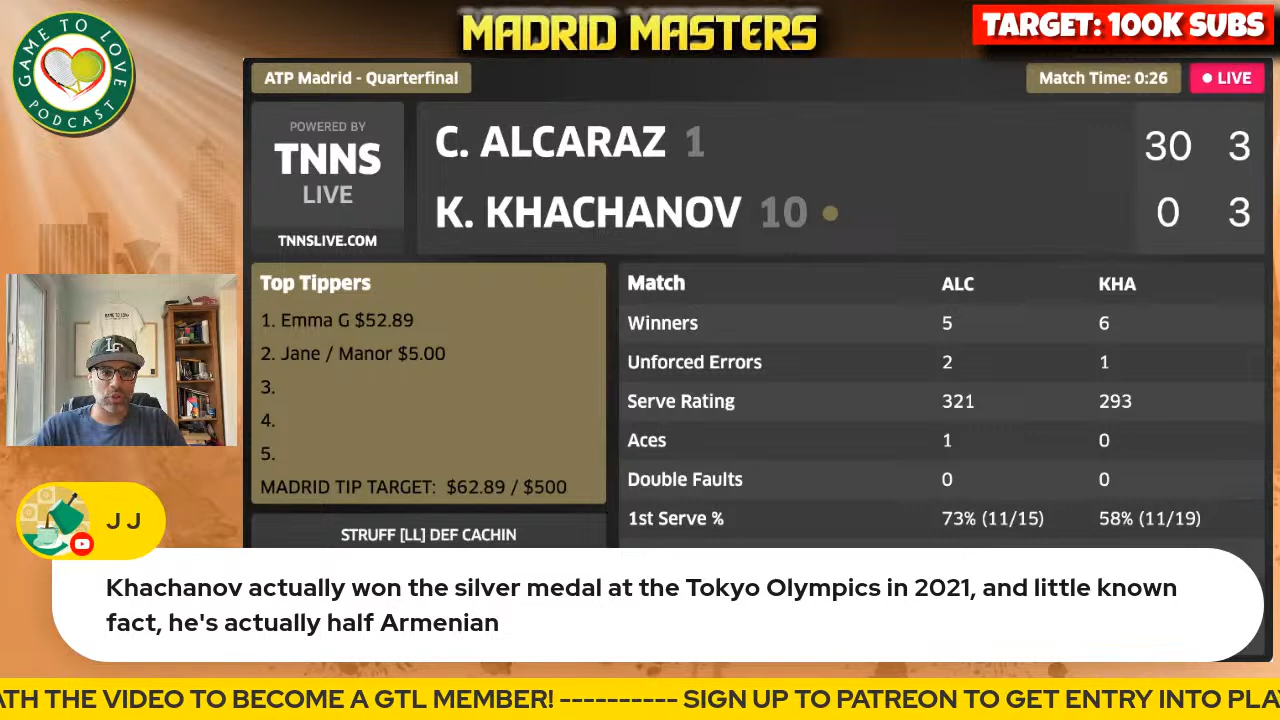 GAME TO LOVE
PODCAST
MADRID MASTERS
TARGET: 100K SUBS
ATP Madrid - Quarterfinal
Match Time: 0:26
LIVE
POWERED BY
TNNS
LIVE
TNNSLIVE.COM
C. ALCARAZ 1 30 3
K. KHACHANOV 10 0 3
Top Tippers
1. Emma G $52.89
2. Jane / Manor $5.00
3.
4.
5.
MADRID TIP TARGET: $62.89 / $500
STRUFF [LL] DEF CACHIN
Match ALC KHA
Winners 5 6
Unforced Errors 2 1
Serve Rating 321 293
Aces 1 0
Double Faults 0 0
1st Serve % 73% (11/15) 58% (11/19)
J J
Khachanov actually won the silver medal at the Tokyo Olympics in 2021, and little known
fact, he's actually half Armenian
ATH THE VIDEO TO BECOME A GTL MEMBER! ---------- SIGN UP TO PATREON TO GET ENTRY INTO PLA